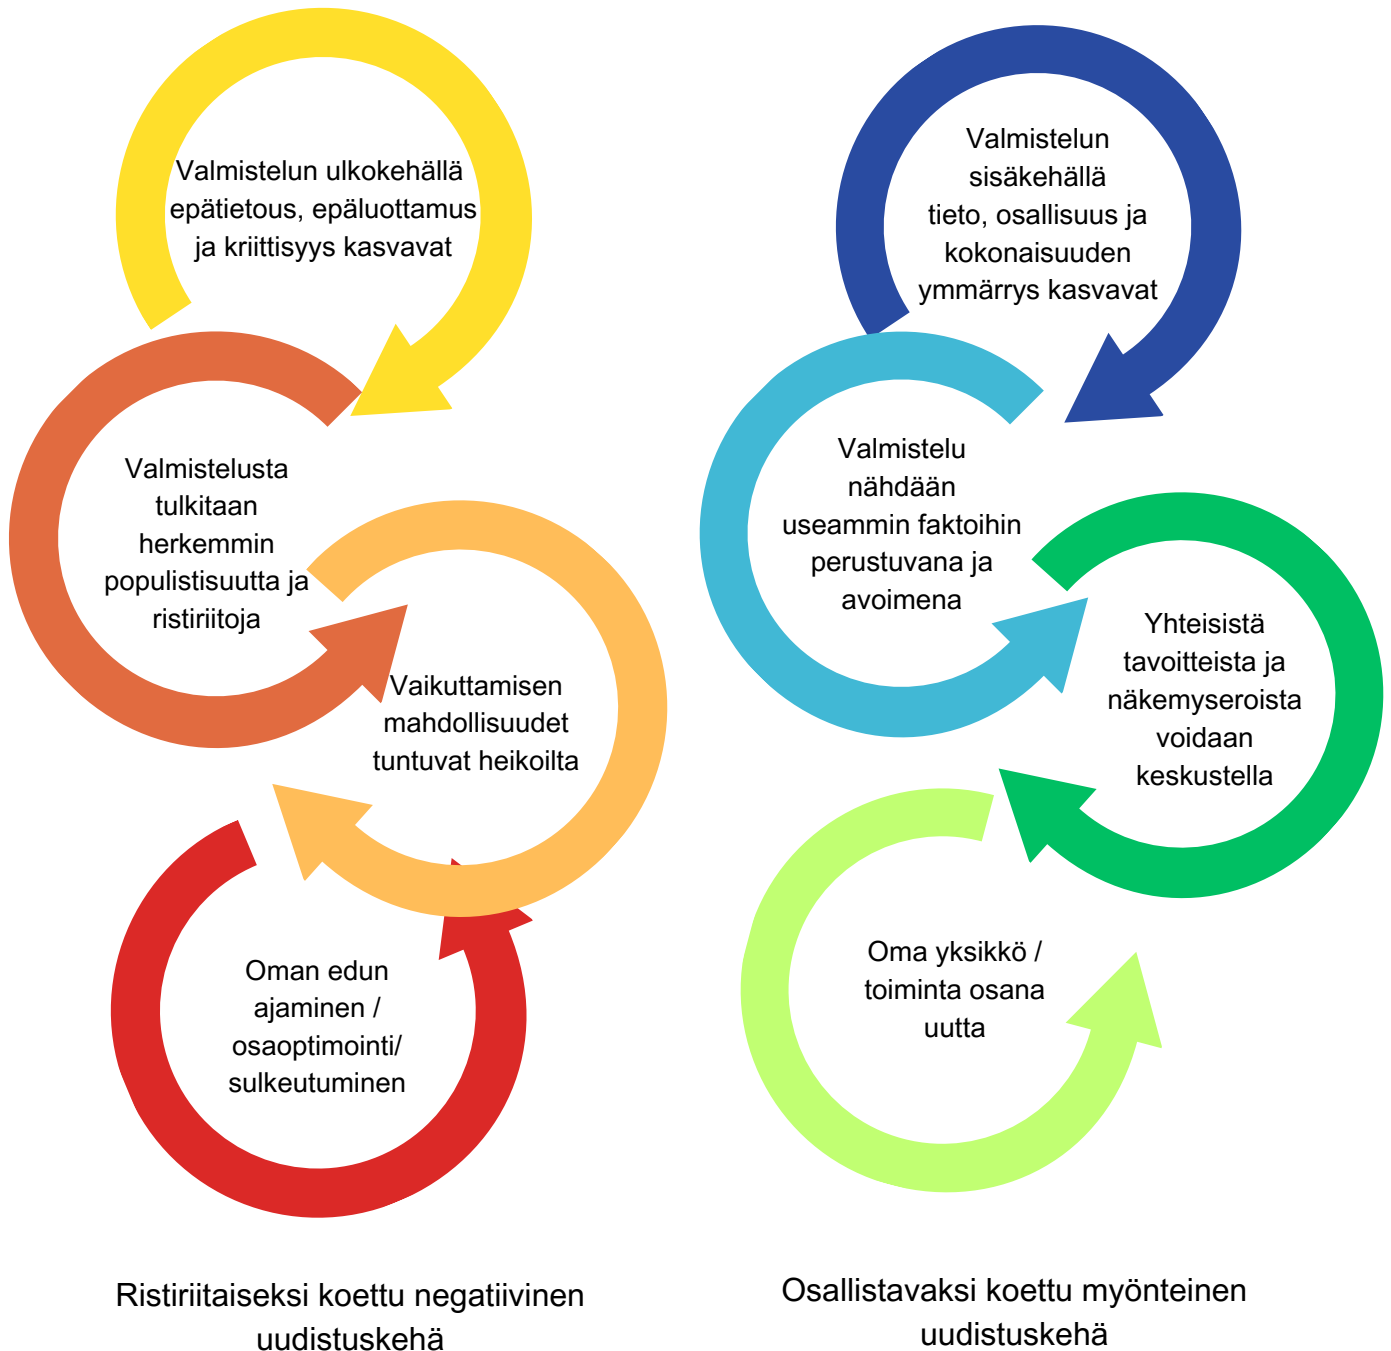 Valmistelun ulkokehällä
epätietous, epäluottamus
ja kriittisyys kasvavat
Valmistelusta
tulkitaan
herkemmin
populistisuutta ja
ristiriitoja
Vaikuttamisen
mahdollisuudet
tuntuvat heikoilta
Oman edun
ajaminen /
osaoptimointi/
sulkeutuminen
Ristiriitaiseksi koettu negatiivinen
uudistuskehä
Valmistelun
sisäkehällä
tieto, osallisuus ja
kokonaisuuden
ymmärrys kasvavat
Valmistelu
nähdään
useammin faktoihin
perustuvana ja
avoimena
Yhteisistä
tavoitteista ja
näkemyseroista
voidaan
keskustella
Oma yksikkö /
toiminta osana
uutta
Osallistavaksi koettu myönteinen
uudistuskehä